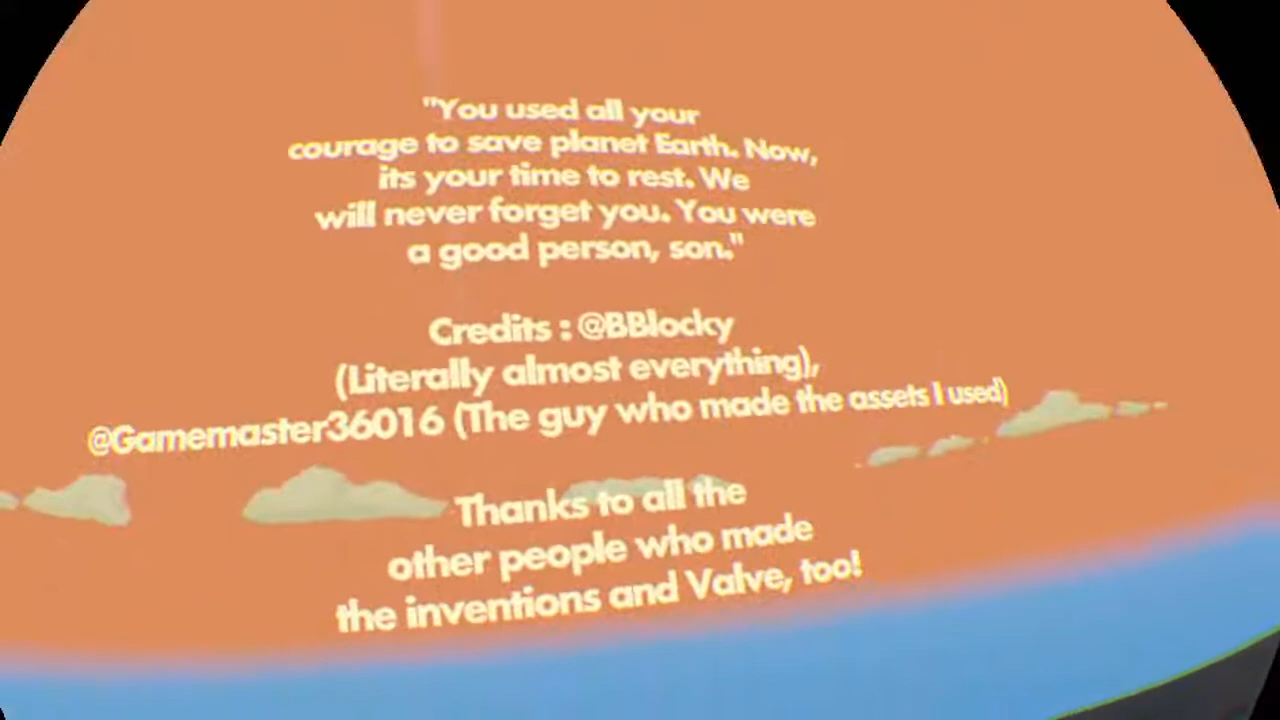 "You used all your
courage to save planet Earth. Now,
its your time to rest. We
will never forget you. You were
a good person, son."
Credits : @BBlocky
(Literally almost everything),
@Gamemaster36016 (The guy who made the assets I used)
Thanks to all the
other people who made
the inventions and Valve, too!